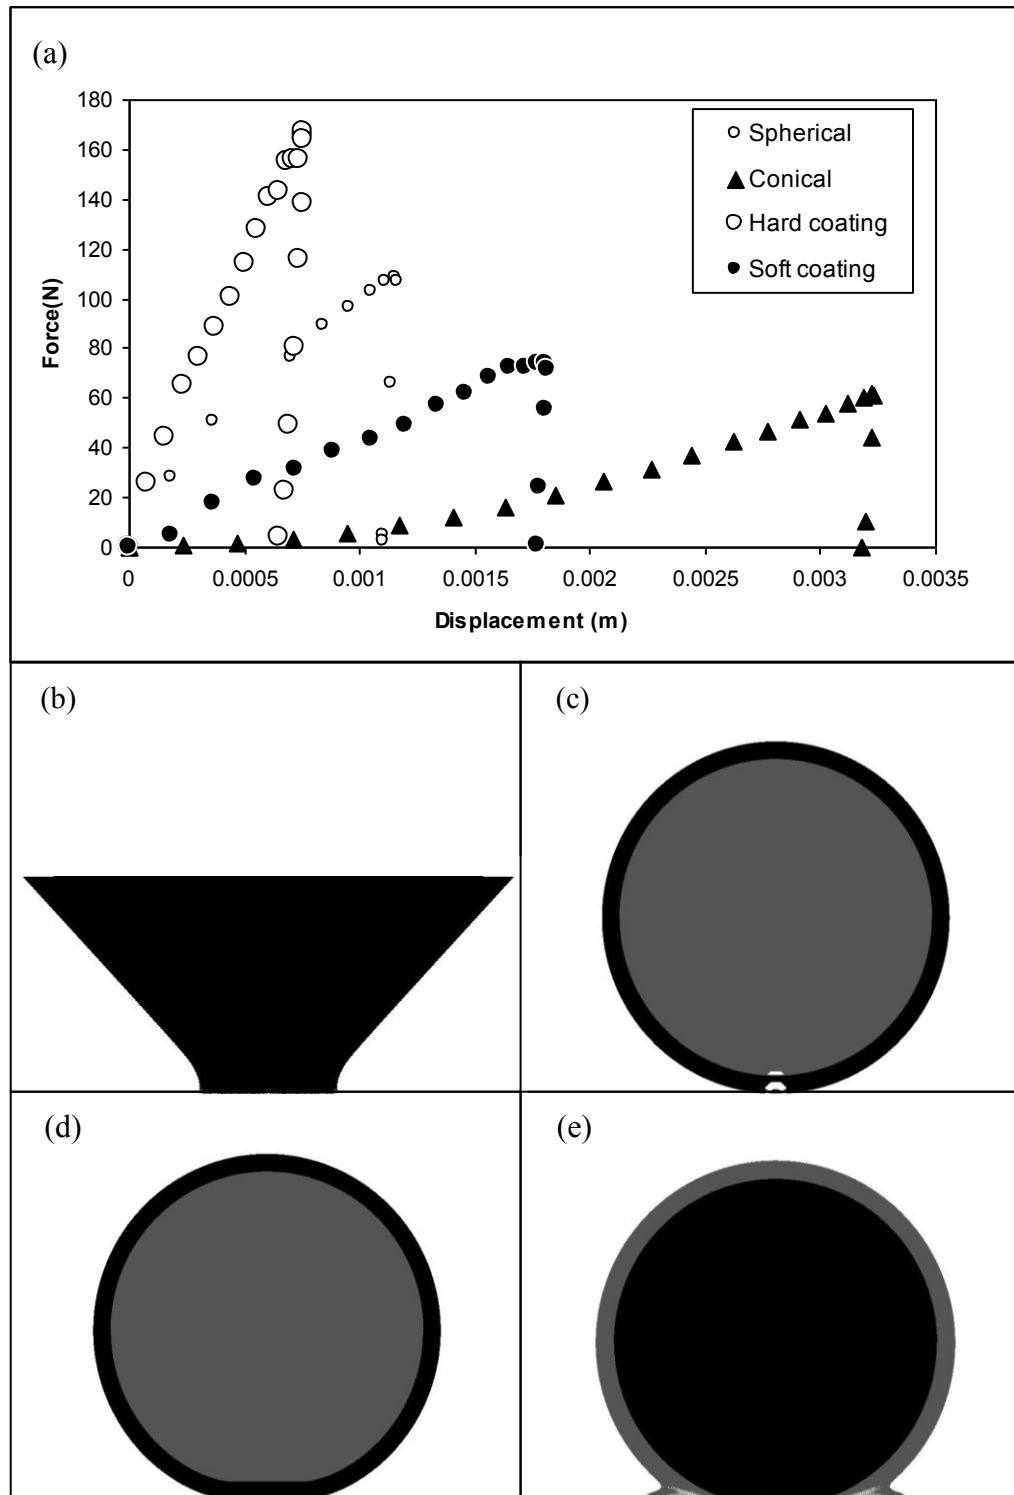 (a)
180
160
140
120
100
80
60
40
20
0
Force(N)
Spherical
Conical
Hard coating
Soft coating
0 0.0005 0.001 0.0015 0.002 0.0025 0.003 0.0035
Displacement (m)
(b)
(c)
(d)
(e)